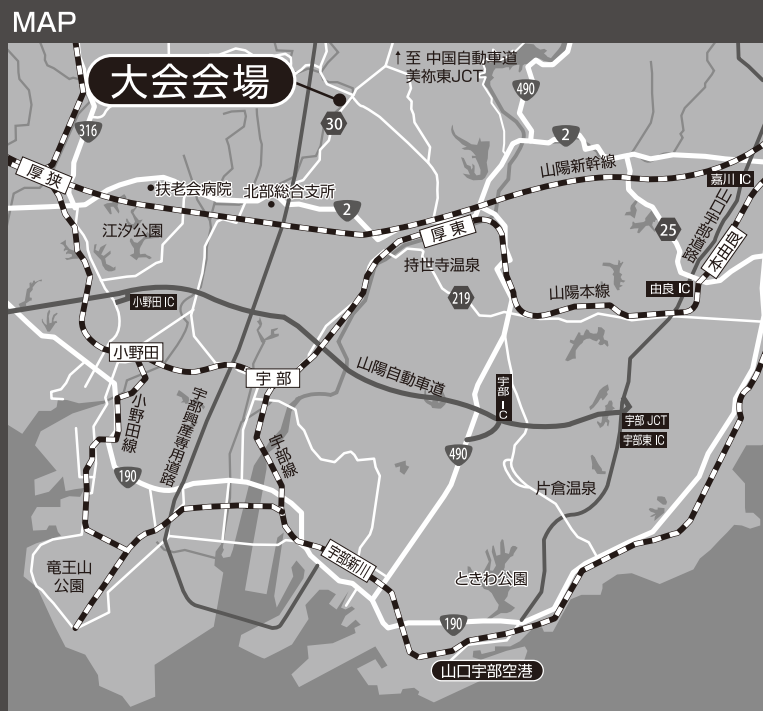 MAP
↑至 中国自動車道
美祢東JCT
大会会場
490
30
316
2
山陽新幹線
厚狭
嘉川 IC
扶老会病院
北部総合支所
2
山口宇部道路
25
江汐公園
厚東
本由良
持世寺温泉
219
山陽本線
由良 IC
小野田 IC
小野田
宇部
山陽自動車道
宇部 IC
小野田線
宇部興産専用道路
宇部線
宇部 JCT
宇部東 IC
490
190
片倉温泉
竜王山
公園
宇部新川
ときわ公園
190
山口宇部空港